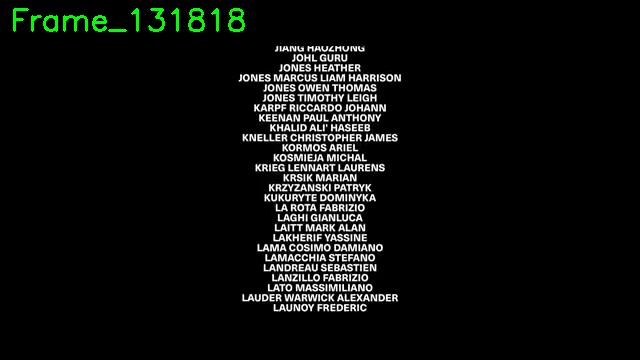 Frame_131818
JIANG HAOZHONG
JOHL GURU
JONES HEATHER
JONES MARCUS LIAM HARRISON
JONES OWEN THOMAS
JONES TIMOTHY LEIGH
KARPF RICCARDO JOHANN
KEENAN PAUL ANTHONY
KHALID ALI' HASEEB
KNELLER CHRISTOPHER JAMES
KORMOS ARIEL
KOSMIEJA MICHAL
KRIEG LENNART LAURENS
KRSIK MARIAN
KRZYZANSKI PATRYK
KUKURYTE DOMINYKA
LA ROTA FABRIZIO
LAGHI GIANLUCA
LAITT MARK ALAN
LAKHERIF YASSINE
LAMA COSIMO DAMIANO
LAMACCHIA STEFANO
LANDREAU SEBASTIEN
LANZILLO FABRIZIO
LATO MASSIMILIANO
LAUDER WARWICK ALEXANDER
LAUNOY FREDERIC